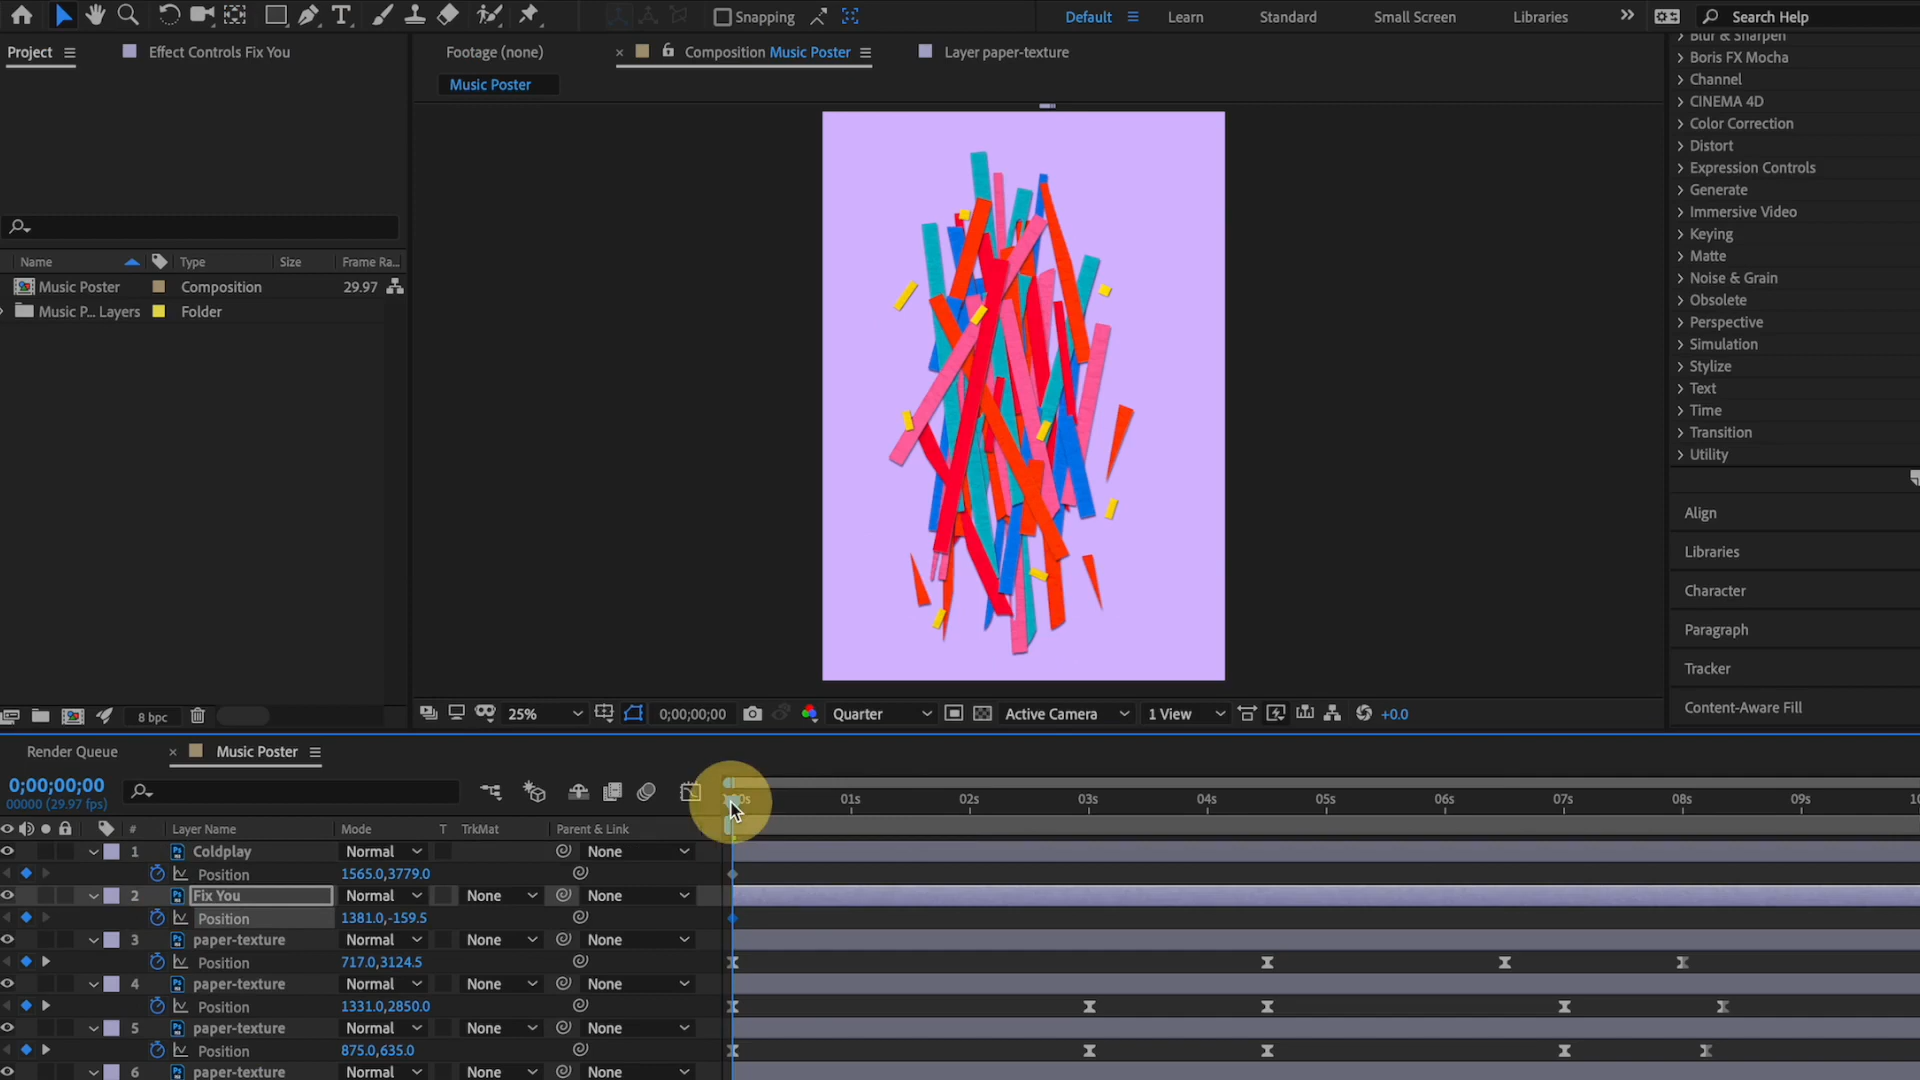 Snapping
Default
Learn
Standard
Small Screen
Libraries
Search Help
Project
Effect Controls Fix You
Footage (none)
Composition Music Poster
Layer paper-texture
Music Poster
Blur & Sharpen
Boris FX Mocha
Channel
CINEMA 4D
Color Correction
Distort
Expression Controls
Generate
Immersive Video
Keying
Matte
Noise & Grain
Obsolete
Perspective
Simulation
Stylize
Text
Time
Transition
Utility
Align
Libraries
Character
Paragraph
Tracker
Content-Aware Fill
Name Type Size Frame Ra...
Music Poster Composition 29.97
Music P... Layers Folder
8 bpc
25% 0;00;00;00 Quarter Active Camera 1 View +0.0
Render Queue
Music Poster
0;00;00;00
00000 (29.97 fps)
01s 02s 03s 04s 05s 06s 07s 08s 09s
# Layer Name Mode T TrkMat Parent & Link
1 Coldplay Normal None
Position 1565.0,3779.0
2 Fix You Normal None None
Position 1381.0,-159.5
3 paper-texture Normal None None
Position 717.0,3124.5
4 paper-texture Normal None None
Position 1331.0,2850.0
5 paper-texture Normal None None
Position 875.0,635.0
6 paper-texture Normal None None